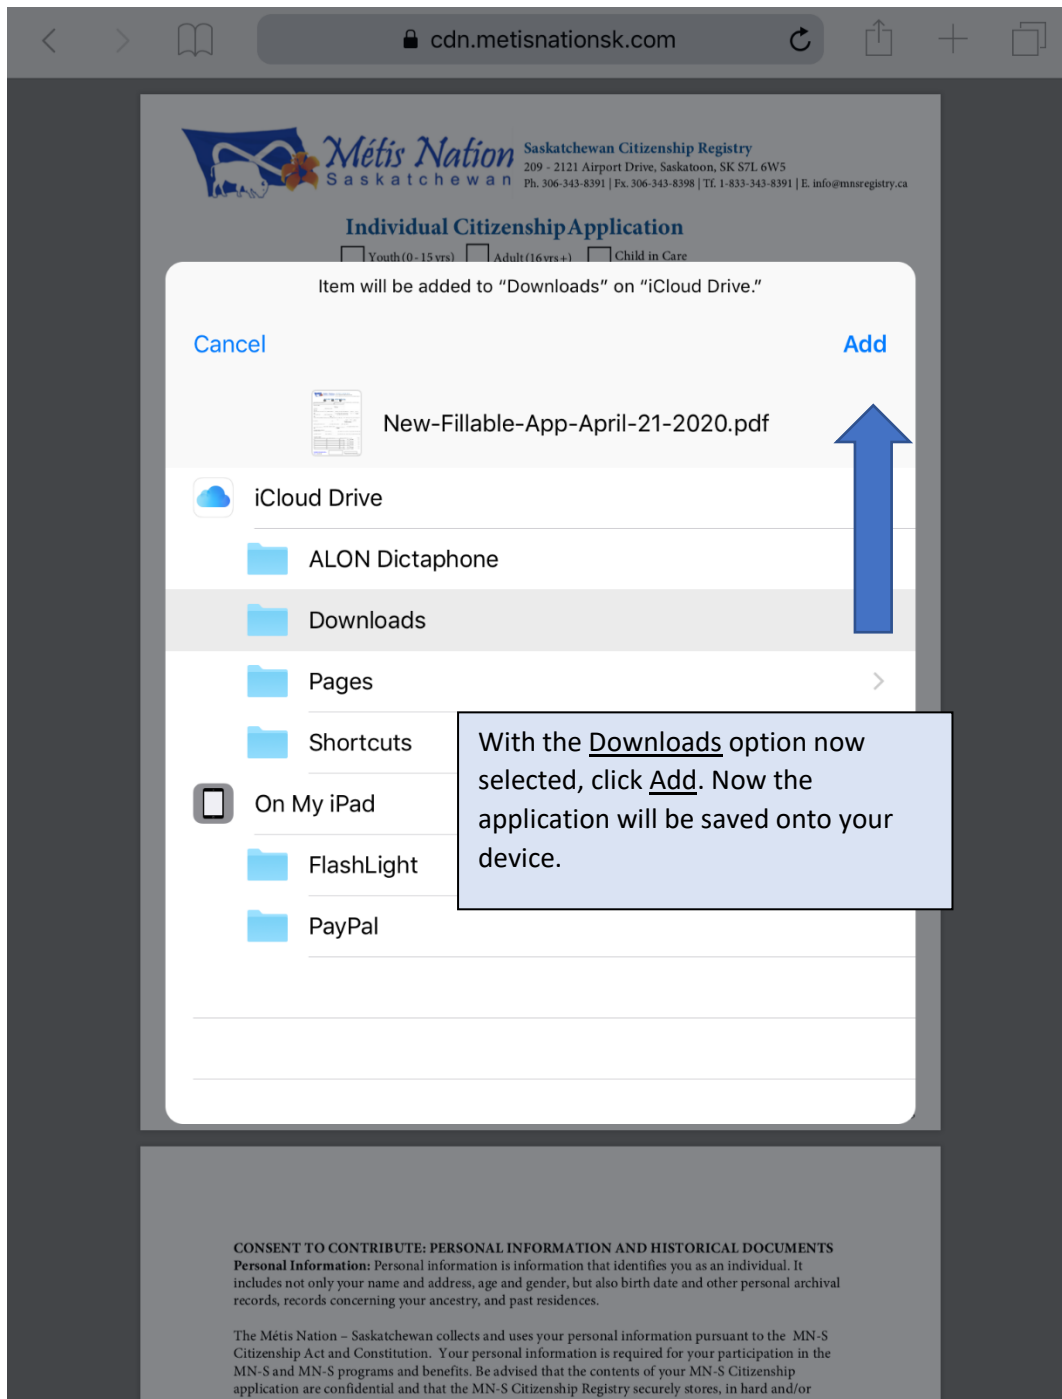 cdn.metisnationsk.com
Métis Nation
Saskatchewan
Saskatchewan Citizenship Registry
209 - 2121 Airport Drive, Saskatoon, SK S7L 6W5
Ph. 306-343-8391 | Fx. 306-343-8398 | Tf. 1-833-343-8391 | E. info@mnsregistry.ca
Individual Citizenship Application
Youth (0 - 15 yrs) Adult (16 yrs +) Child in Care
Item will be added to “Downloads” on “iCloud Drive.”
Cancel Add
New-Fillable-App-April-21-2020.pdf
iCloud Drive
ALON Dictaphone
Downloads
Pages
Shortcuts
On My iPad
FlashLight
PayPal
With the Downloads option now
selected, click Add. Now the
application will be saved onto your
device.
CONSENT TO CONTRIBUTE: PERSONAL INFORMATION AND HISTORICAL DOCUMENTS
Personal Information: Personal information is information that identifies you as an individual. It
includes not only your name and address, age and gender, but also birth date and other personal archival
records, records concerning your ancestry, and past residences.
The Métis Nation – Saskatchewan collects and uses your personal information pursuant to the MN-S
Citizenship Act and Constitution. Your personal information is required for your participation in the
MN-S and MN-S programs and benefits. Be advised that the contents of your MN-S Citizenship
application are confidential and that the MN-S Citizenship Registry securely stores, in hard and/or